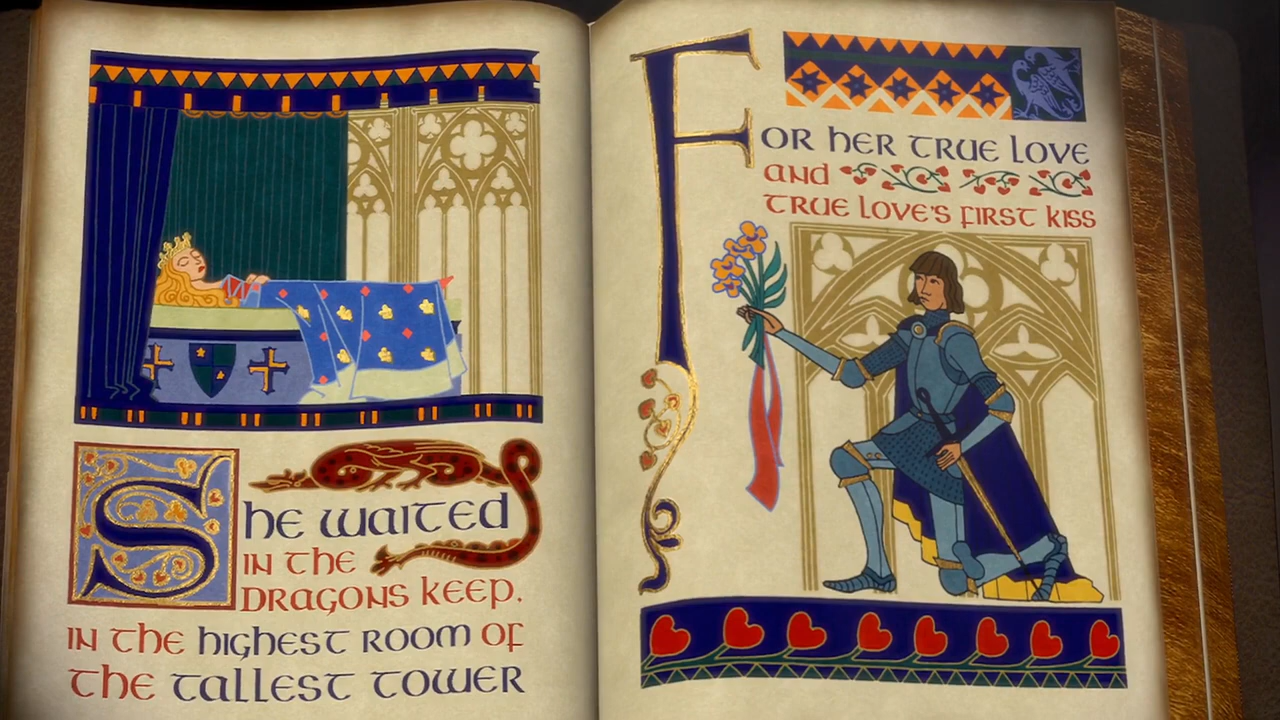 She waited
in the
dragons keep.
in the highest room of
the tallest tower
For her true love
and
true love's first kiss